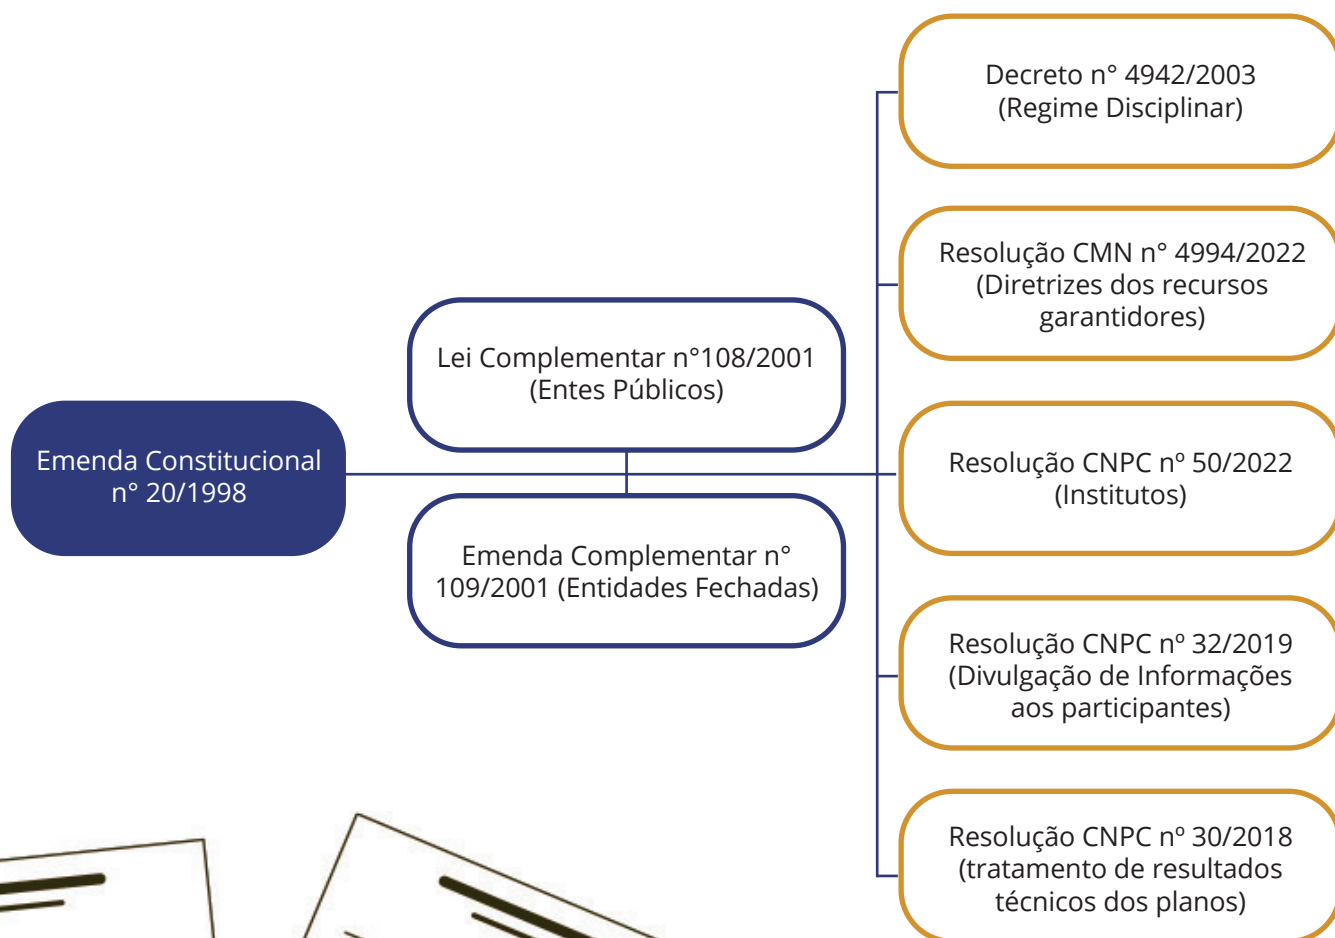 Emenda Constitucional
n° 20/1998
Lei Complementar n°108/2001
(Entes Públicos)
Emenda Complementar n°
109/2001 (Entidades Fechadas)
Decreto n° 4942/2003
(Regime Disciplinar)
Resolução CMN n° 4994/2022
(Diretrizes dos recursos
garantidores)
Resolução CNPC nº 50/2022
(Institutos)
Resolução CNPC nº 32/2019
(Divulgação de Informações
aos participantes)
Resolução CNPC nº 30/2018
(tratamento de resultados
técnicos dos planos)